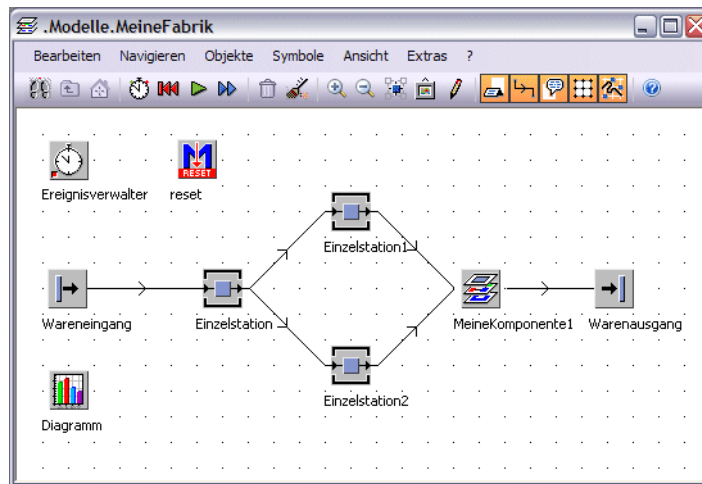 .Modelle.MeineFabrik
Bearbeiten Navigieren Objekte Symbole Ansicht Extras ?
Ereignisverwalter
M
RESET
reset
Einzelstation1
Wareneingang
Einzelstation
MeineKomponente1
Warenausgang
Einzelstation2
Diagramm